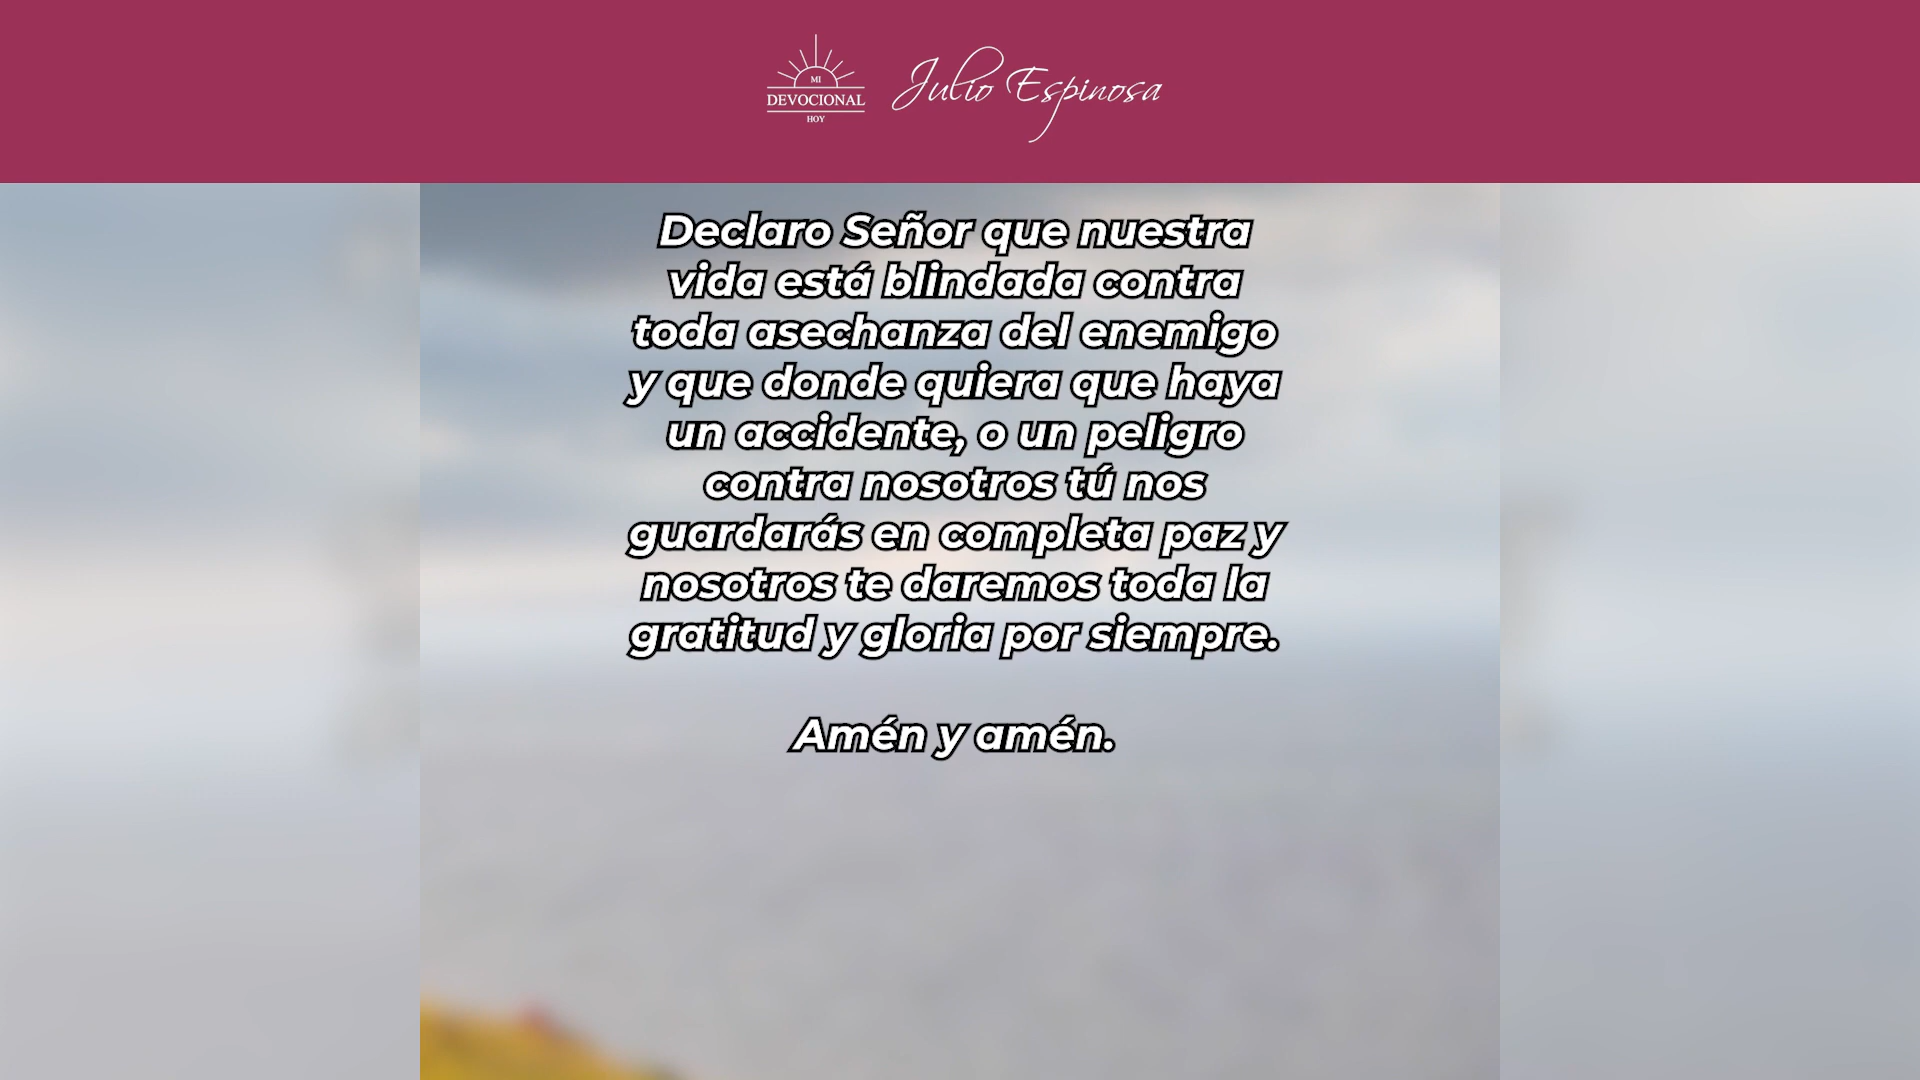 MI
DEVOCIONAL
HOY
Julio Espinosa
Declaro Señor que nuestra
vida está blindada contra
toda asechanza del enemigo
y que donde quiera que haya
un accidente, o un peligro
contra nosotros tú nos
guardarás en completa paz y
nosotros te daremos toda la
gratitud y gloria por siempre.
Amén y amén.